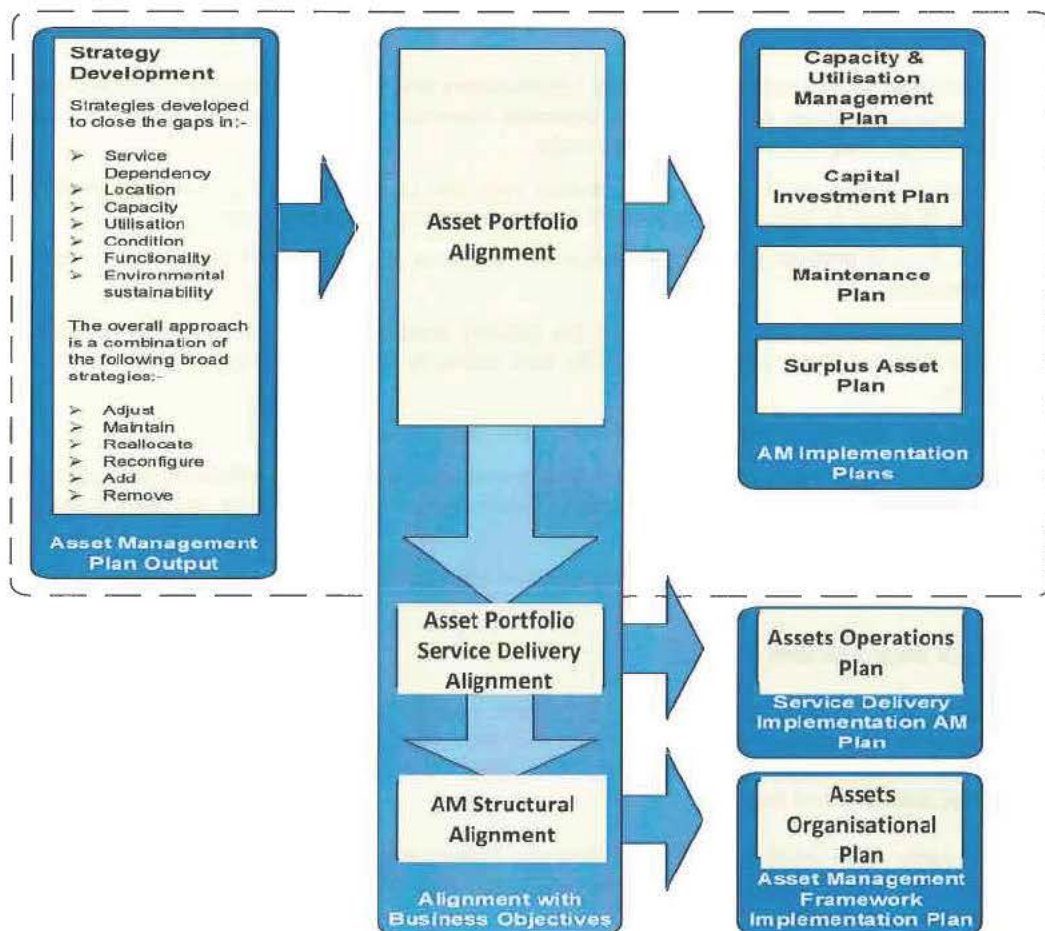 Strategy
Development
Strategies developed
to close the gaps in:-
➢ Service
Dependency
➢ Location
➢ Capacity
➢ Utilisation
➢ Condition
➢ Functionality
➢ Environmental
sustainability
The overall approach
is a combination of
the following broad
strategies:-
➢ Adjust
➢ Maintain
➢ Reallocate
➢ Reconfigure
➢ Add
➢ Remove
Asset Management
Plan Output
Asset Portfolio
Alignment
Asset Portfolio
Service Delivery
Alignment
AM Structural
Alignment
Alignment with
Business Objectives
Capacity &
Utilisation
Management
Plan
Capital
Investment Plan
Maintenance
Plan
Surplus Asset
Plan
AM Implementation
Plans
Assets Operations
Plan
Service Delivery
Implementation AM
Plan
Assets
Organisational
Plan
Asset Management
Framework
Implementation Plan